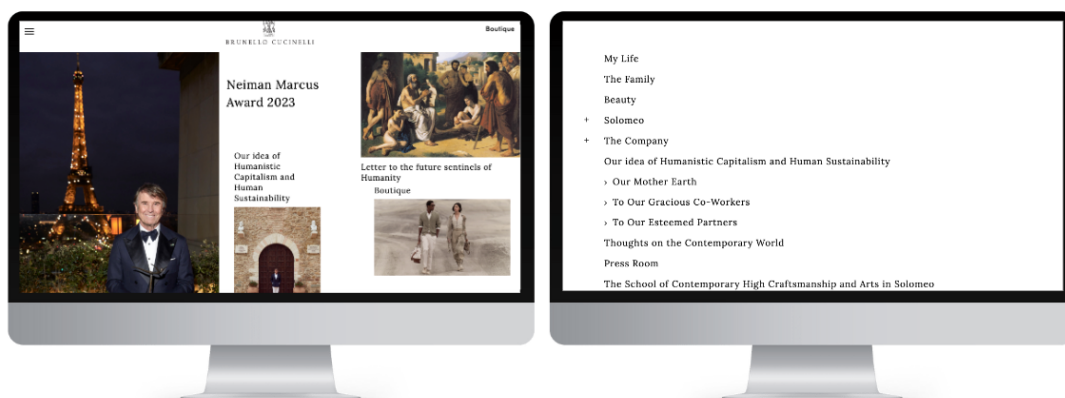 Boutique
BRUNELLO CUCINELLI
Neiman Marcus
Award 2023
Our idea of
Humanistic
Capitalism and
Human
Sustainability
Letter to the future sentinels of
Humanity
Boutique
My Life
The Family
Beauty
+ Solomeo
+ The Company
Our idea of Humanistic Capitalism and Human Sustainability
› Our Mother Earth
› To Our Gracious Co-Workers
› To Our Esteemed Partners
Thoughts on the Contemporary World
Press Room
The School of Contemporary High Craftsmanship and Arts in Solomeo